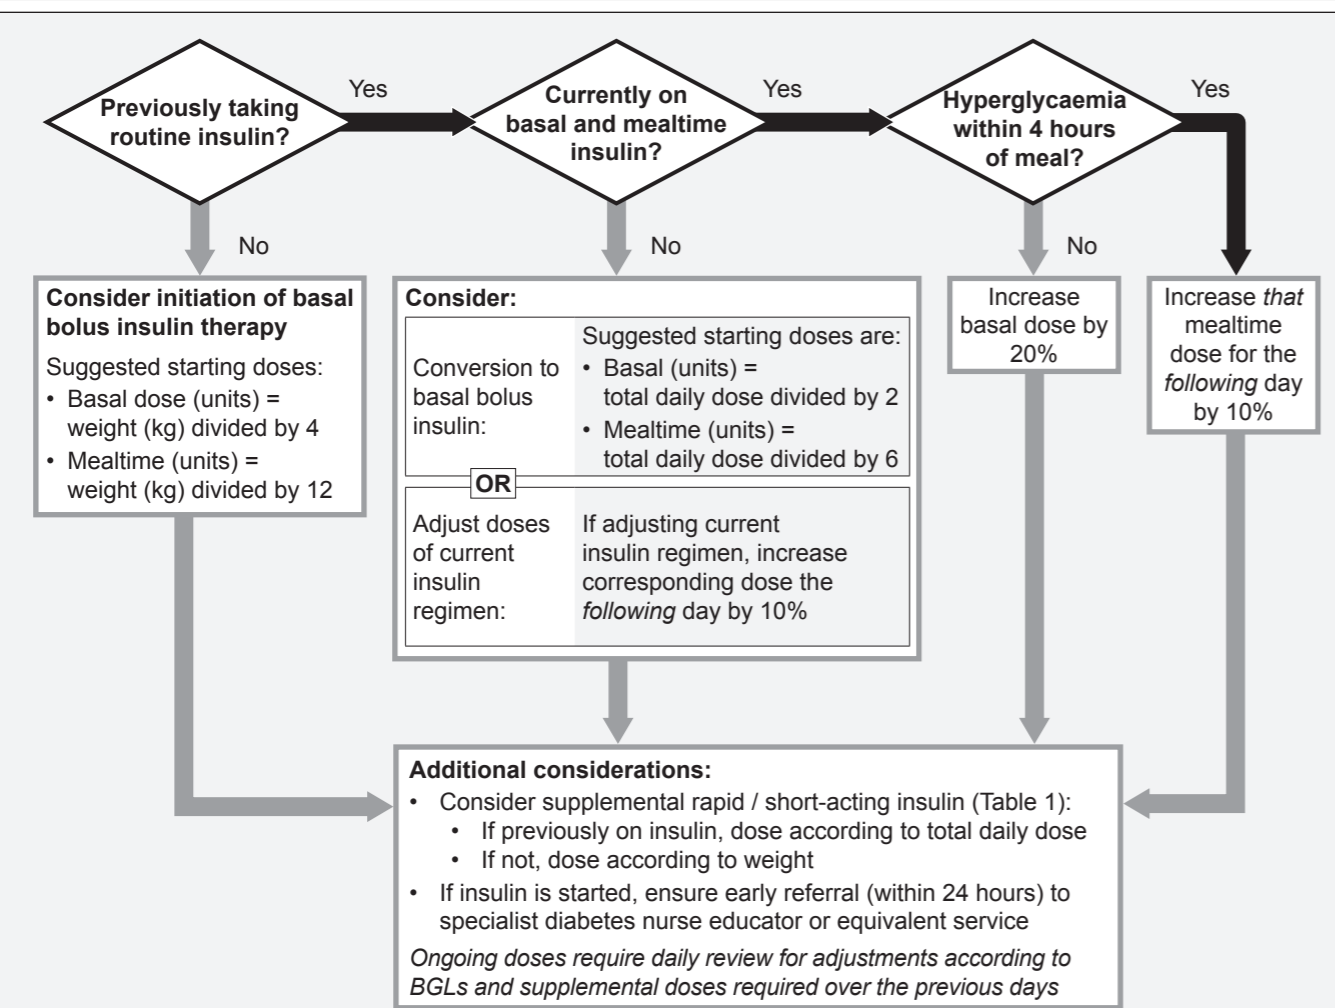 Previously taking
routine insulin?
Yes
No
Currently on
basal and mealtime
insulin?
Yes
No
Hyperglycaemia
within 4 hours
of meal?
Yes
No
Consider initiation of basal
bolus insulin therapy
Suggested starting doses:
• Basal dose (units) =
weight (kg) divided by 4
• Mealtime (units) =
weight (kg) divided by 12
Consider:
Conversion to
basal bolus
insulin:
Suggested starting doses are:
• Basal (units) =
total daily dose divided by 2
• Mealtime (units) =
total daily dose divided by 6
OR
Adjust doses
of current
insulin
regimen:
If adjusting current
insulin regimen, increase
corresponding dose the
following day by 10%
Increase
basal dose by
20%
Increase that
mealtime
dose for the
following day
by 10%
Additional considerations:
• Consider supplemental rapid / short-acting insulin (Table 1):
• If previously on insulin, dose according to total daily dose
• If not, dose according to weight
• If insulin is started, ensure early referral (within 24 hours) to
specialist diabetes nurse educator or equivalent service
Ongoing doses require daily review for adjustments according to
BGLs and supplemental doses required over the previous days